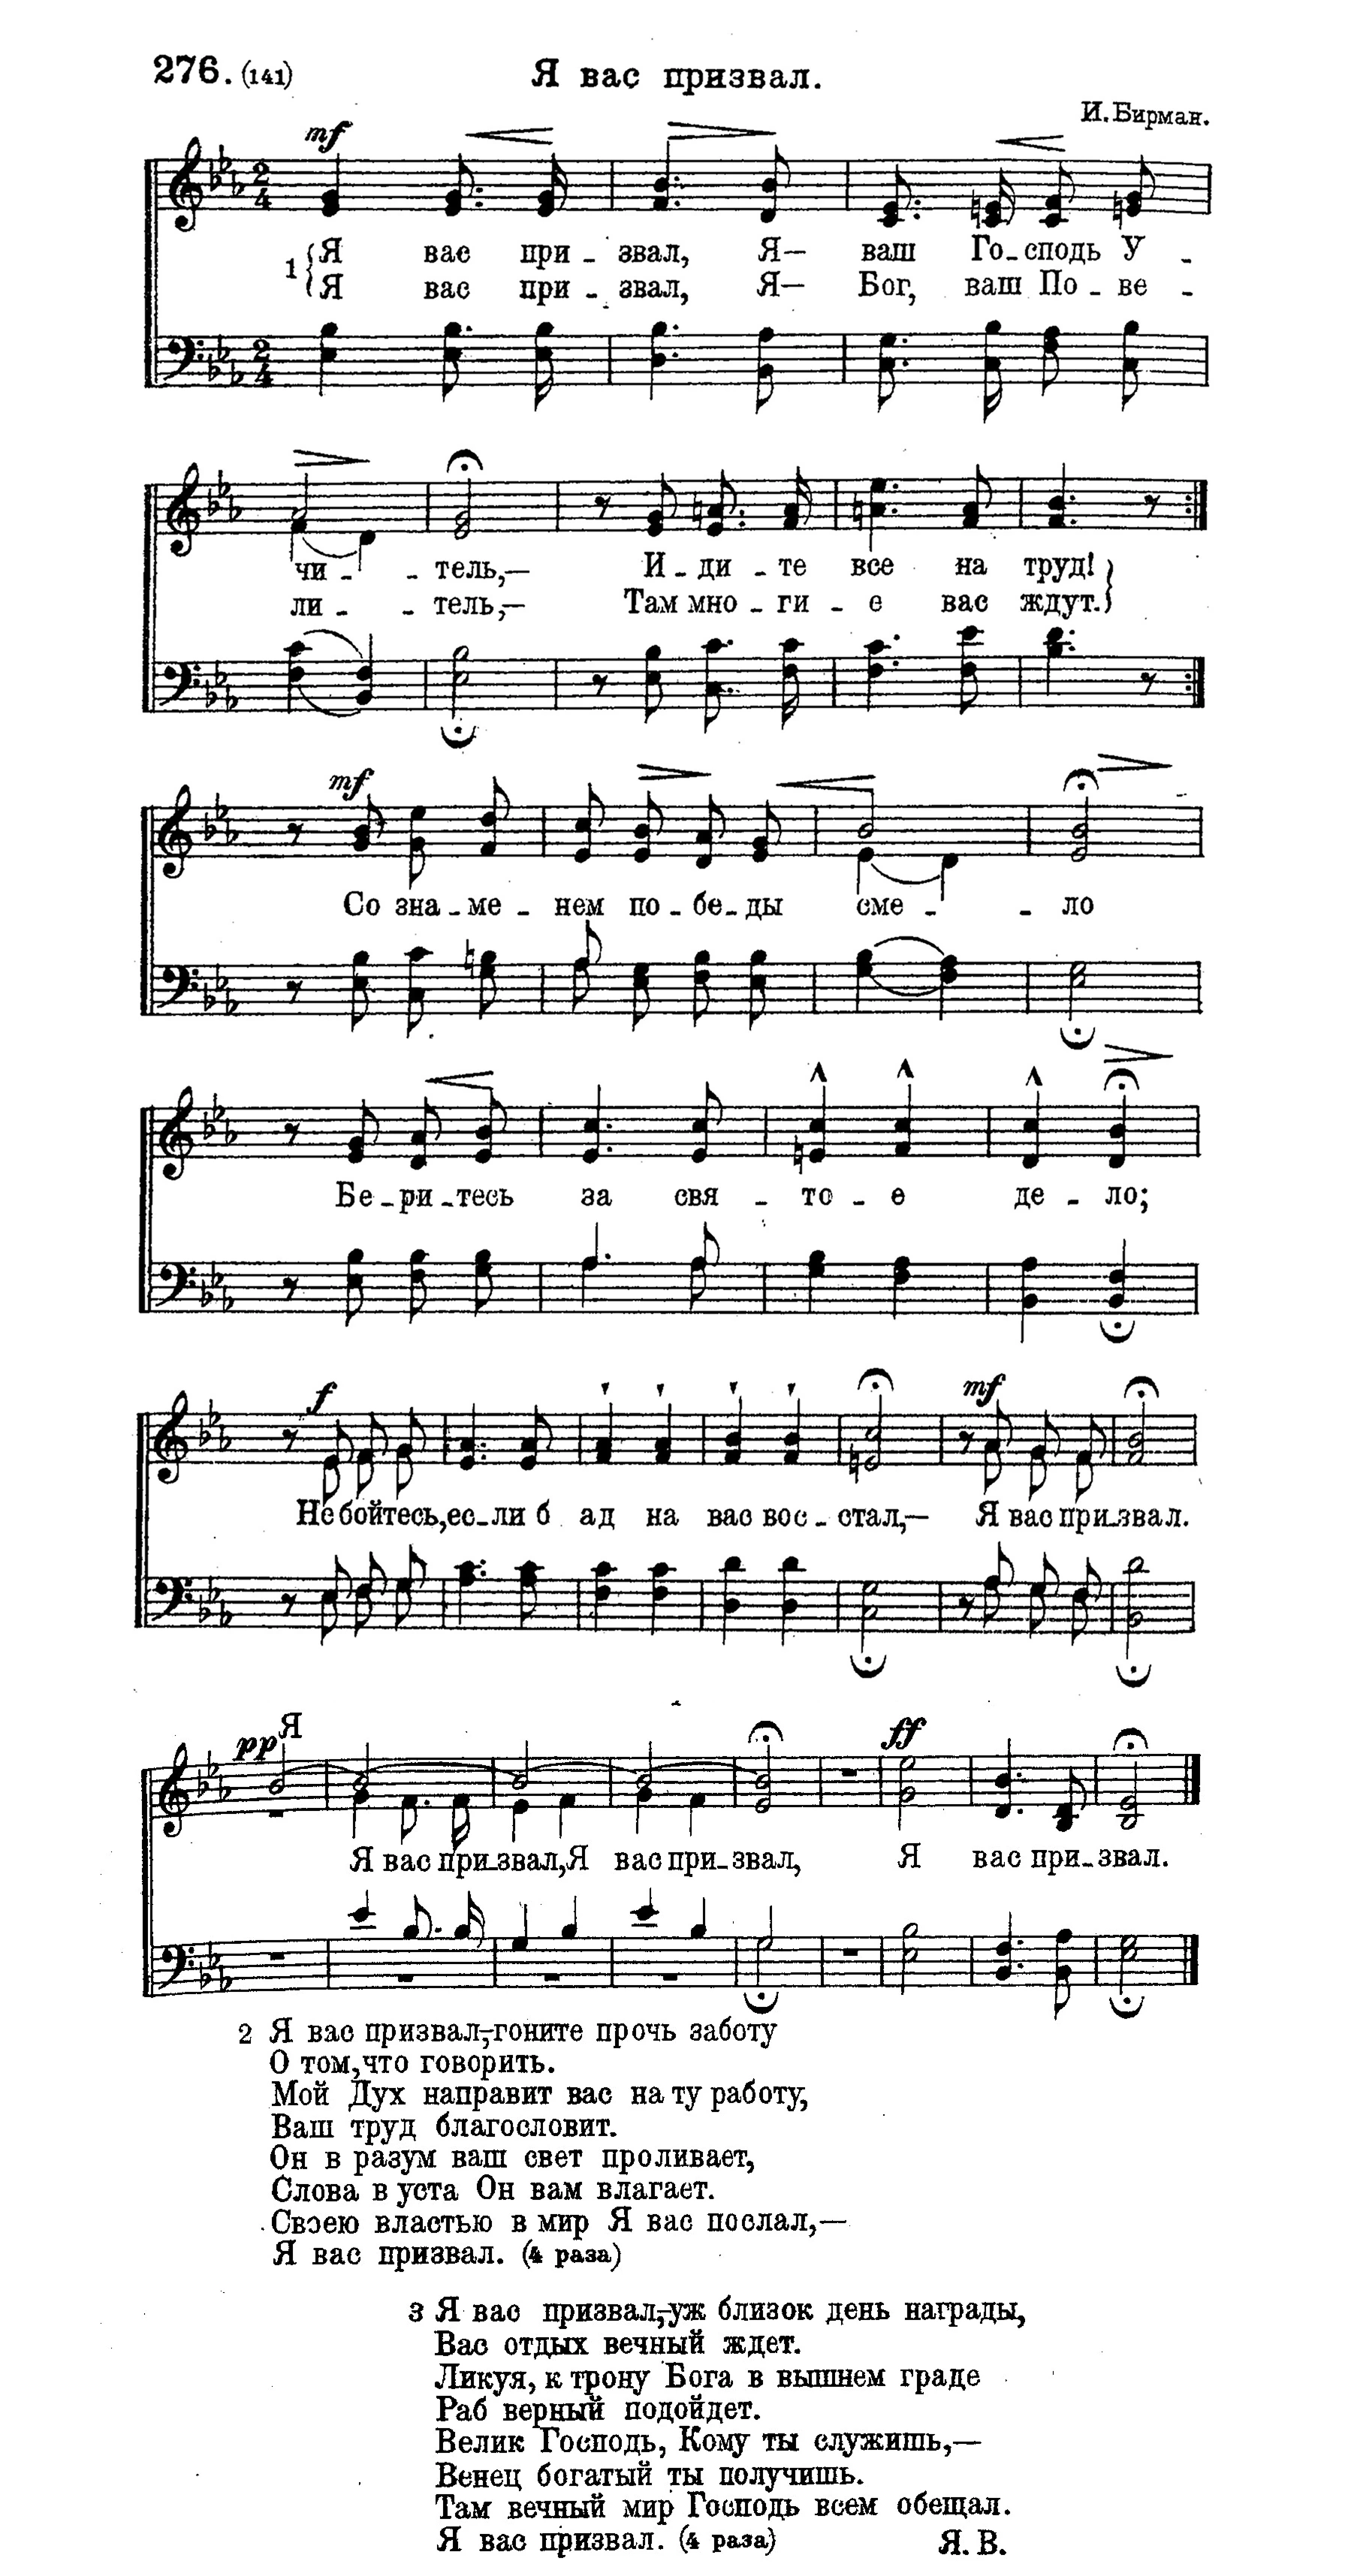 276. (141)
Я вас призвал.
И. Бирман.
mf
1 { Я вас при - звал, Я— ваш Го - сподь У -
Я вас при - звал, Я— Бог, ваш По - ве -
чи - - тель,— И - ди - те все на труд! }
ли - - тель,— Там мно - ги - е вас ждут.
mf
Со зна - ме - нем по - бе - ды сме - - ло
Бе - ри - тесь за свя - то - е де - ло;
f mf
Не бойтесь, ес - ли б ад на вас вос - стал,— Я вас при - звал.
pp Я ff
Я вас при - звал, Я вас при - звал, Я вас при - звал.
2 Я вас призвал,-гоните прочь заботу
О том, что говорить.
Мой Дух направит вас на ту работу,
Ваш труд благословит.
Он в разум ваш свет проливает,
Слова в уста Он вам влагает.
Своею властью в мир Я вас послал,—
Я вас призвал. (4 раза)
3 Я вас призвал,-уж близок день награды,
Вас отдых вечный ждет.
Ликуя, к трону Бога в вышнем граде
Раб верный подойдет.
Велик Господь, Кому ты служишь,—
Венец богатый ты получишь.
Там вечный мир Господь всем обещал.
Я вас призвал. (4 раза)
Я. В.